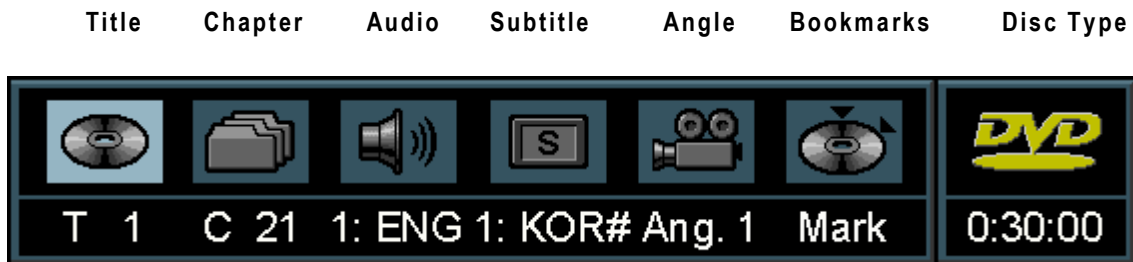 Title Chapter Audio Subtitle Angle Bookmarks Disc Type
S DVD
T 1 C 21 1: ENG 1: KOR# Ang. 1 Mark 0:30:00